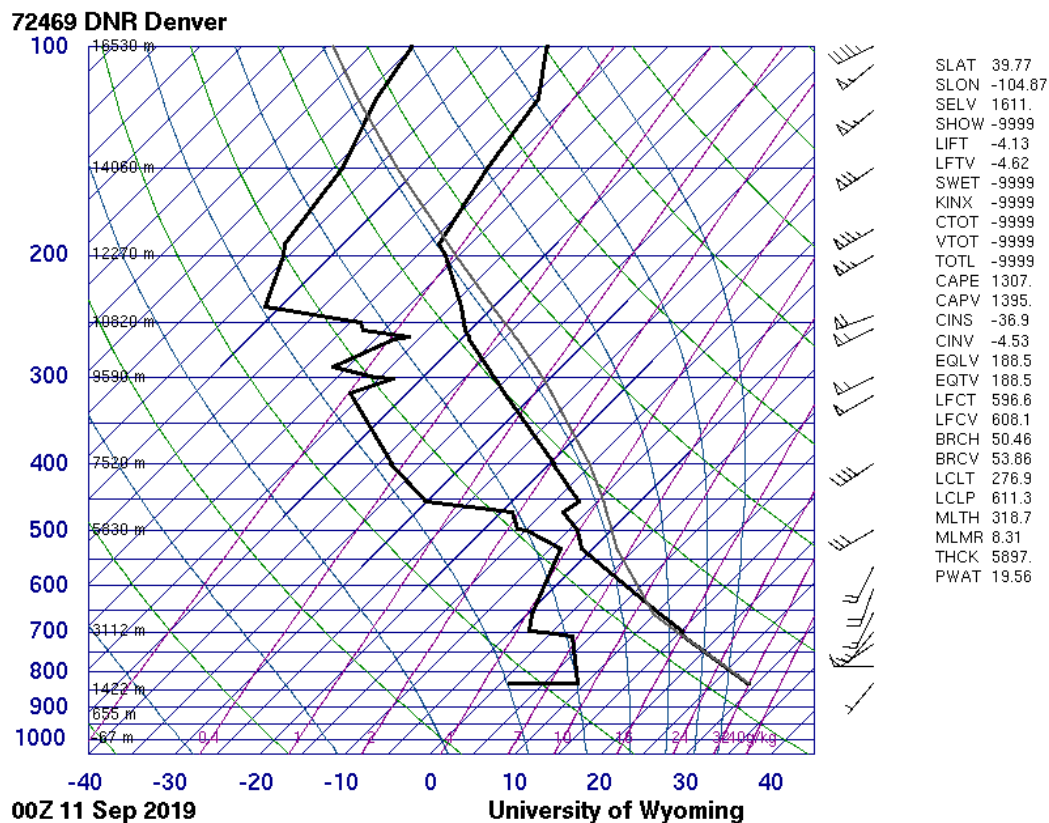 72469 DNR Denver
100
16530 m
14060 m
200
12270 m
10820 m
300
9590 m
400
7520 m
500
5830 m
600
700
3112 m
800
1422 m
900
655 m
1000
-67 m
0.4 1 2 4 7 10 16 24 32 40g/kg
-40 -30 -20 -10 0 10 20 30 40
00Z 11 Sep 2019 University of Wyoming
SLAT 39.77
SLON -104.87
SELV 1611.
SHOW -9999
LIFT -4.13
LFTV -4.62
SWET -9999
KINX -9999
CTOT -9999
VTOT -9999
TOTL -9999
CAPE 1307.
CAPV 1395.
CINS -36.9
CINV -4.53
EQLV 188.5
EQTV 188.5
LFCT 596.6
LFCV 608.1
BRCH 50.46
BRCV 53.86
LCLT 276.9
LCLP 611.3
MLTH 318.7
MLMR 8.31
THCK 5897.
PWAT 19.56